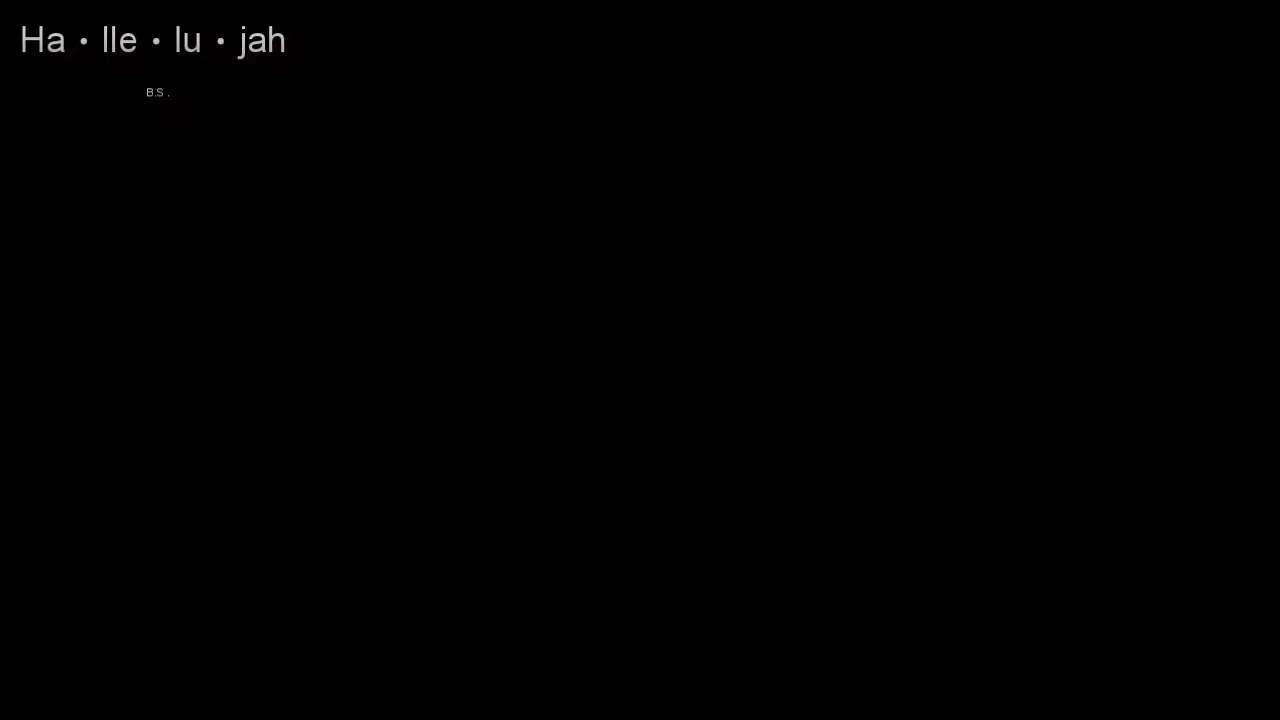 Ha • lle • lu • jah
B.S .